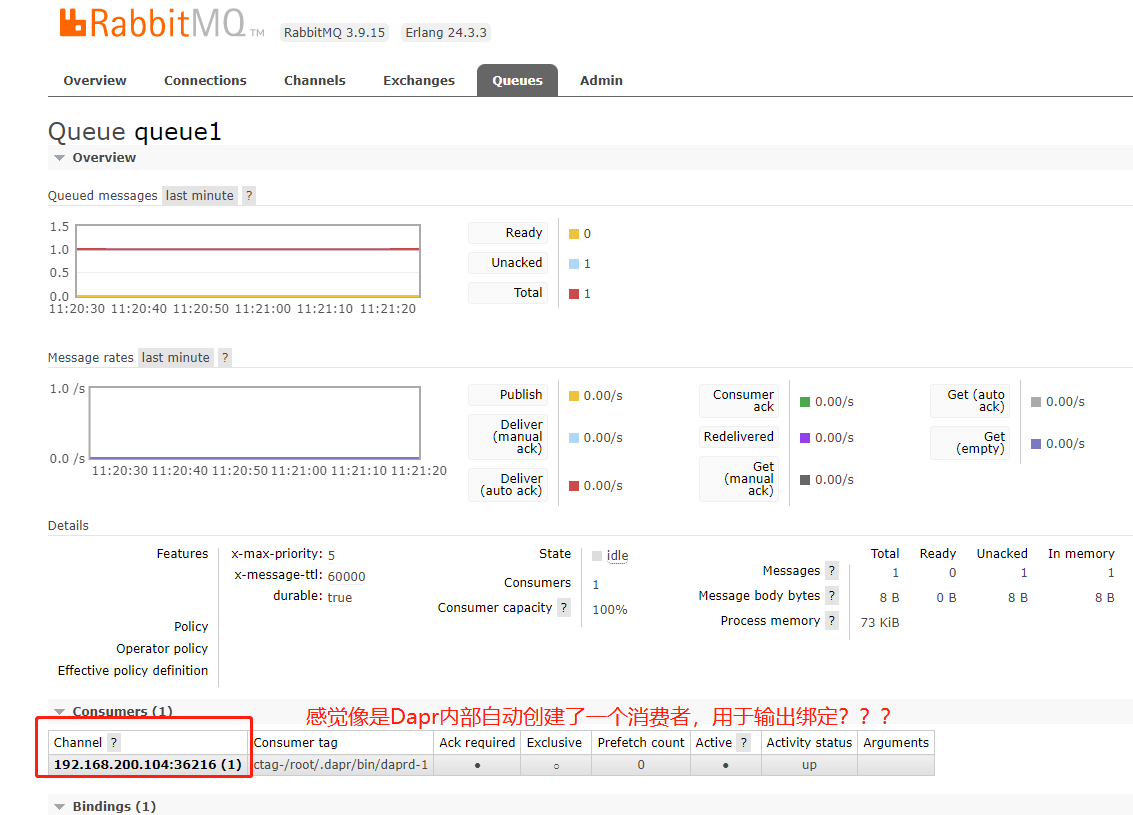 RabbitMQ TM RabbitMQ 3.9.15 Erlang 24.3.3
Overview Connections Channels Exchanges Queues Admin
Queue queue1
Overview
Queued messages last minute ?
1.5
1.0
0.5
0.0
11:20:30 11:20:40 11:20:50 11:21:00 11:21:10 11:21:20
Ready 0
Unacked 1
Total 1
Message rates last minute ?
1.0 /s
0.0 /s
11:20:30 11:20:40 11:20:50 11:21:00 11:21:10 11:21:20
Publish 0.00/s
Deliver
(manual
ack)
0.00/s
Deliver
(auto ack)
0.00/s
Consumer
ack
0.00/s
Redelivered 0.00/s
Get
(manual
ack)
0.00/s
Get (auto
ack)
0.00/s
Get
(empty)
0.00/s
Details
Features x-max-priority: 5
x-message-ttl: 60000
durable: true
Policy
Operator policy
Effective policy definition
State idle
Consumers 1
Consumer capacity ? 100%
Total Ready Unacked In memory
Messages ? 1 0 1 1
Message body bytes ? 8 B 0 B 8 B 8 B
Process memory ? 73 KiB
Consumers (1)
感觉像是Dapr内部自动创建了一个消费者，用于输出绑定？？？
Channel ? Consumer tag Ack required Exclusive Prefetch count Active ? Activity status Arguments
192.168.200.104:36216 (1) ctag-/root/.dapr/bin/daprd-1 ● ○ 0 ● up
Bindings (1)